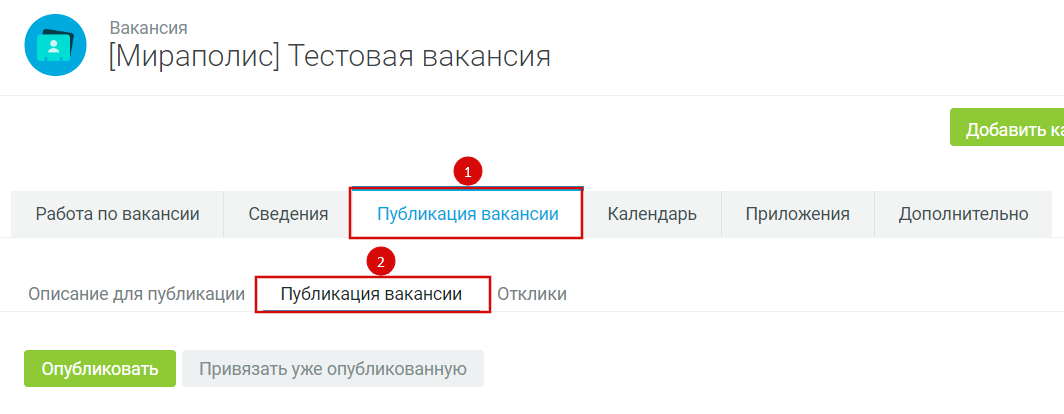 Вакансия
[Мираполис] Тестовая вакансия
Добавить ка
1
Работа по вакансии Сведения Публикация вакансии Календарь Приложения Дополнительно
2
Описание для публикации Публикация вакансии Отклики
Опубликовать Привязать уже опубликованную